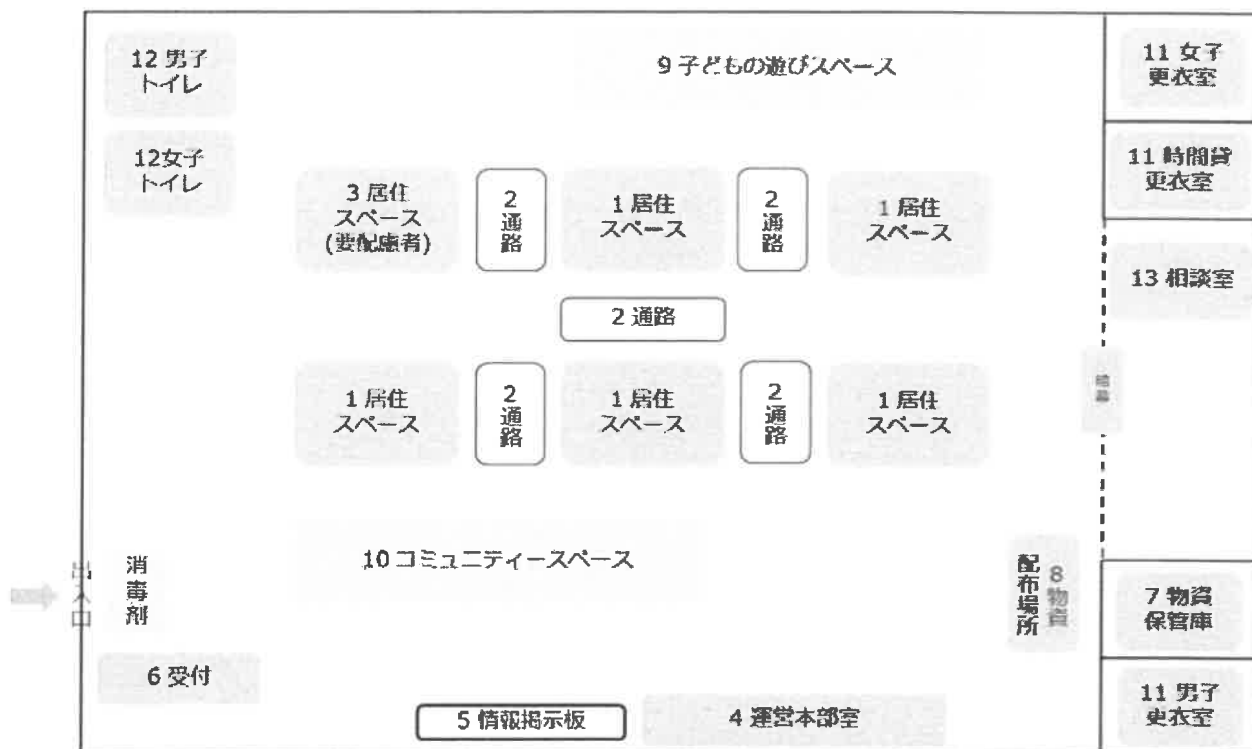 12 男子
トイレ
9 子どもの遊びスペース
11 女子
更衣室
12女子
トイレ
11 時間貸
更衣室
3 居住
スペース
(要配慮者)
2
通
路
1 居住
スペース
2
通
路
1 居住
スペース
13 相談室
2 通路
1 居住
スペース
2
通
路
1 居住
スペース
2
通
路
1 居住
スペース
10 コミュニティースペース
出入口
消毒剤
8 物資
配布場所
7 物資
保管庫
6 受付
5 情報掲示板
4 運営本部室
11 男子
更衣室